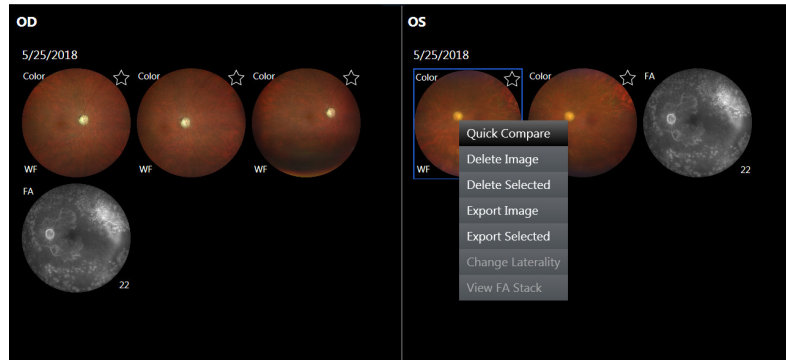 OD
5/25/2018
Color
Color
Color
WF
WF
WF
FA
22
OS
5/25/2018
Color
Color
FA
WF
22
Quick Compare
Delete Image
Delete Selected
Export Image
Export Selected
Change Laterality
View FA Stack